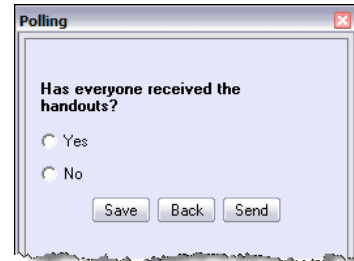 Polling
Has everyone received the
handouts?
Yes
No
Save Back Send